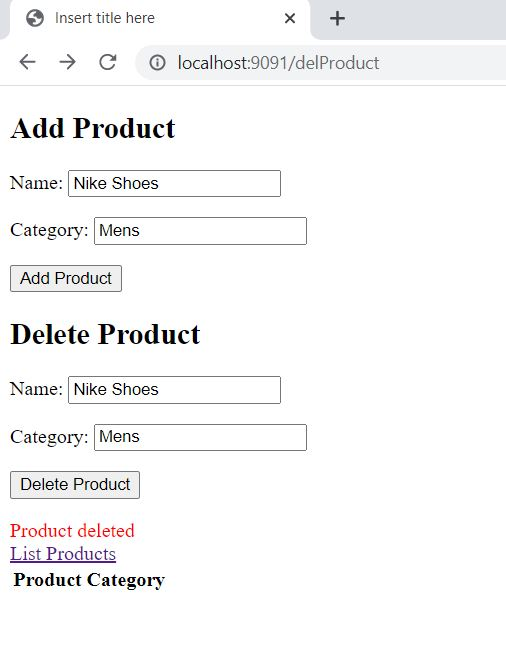 Insert title here
localhost:9091/delProduct
Add Product
Name: Nike Shoes
Category: Mens
Add Product
Delete Product
Name: Nike Shoes
Category: Mens
Delete Product
Product deleted
List Products
Product Category